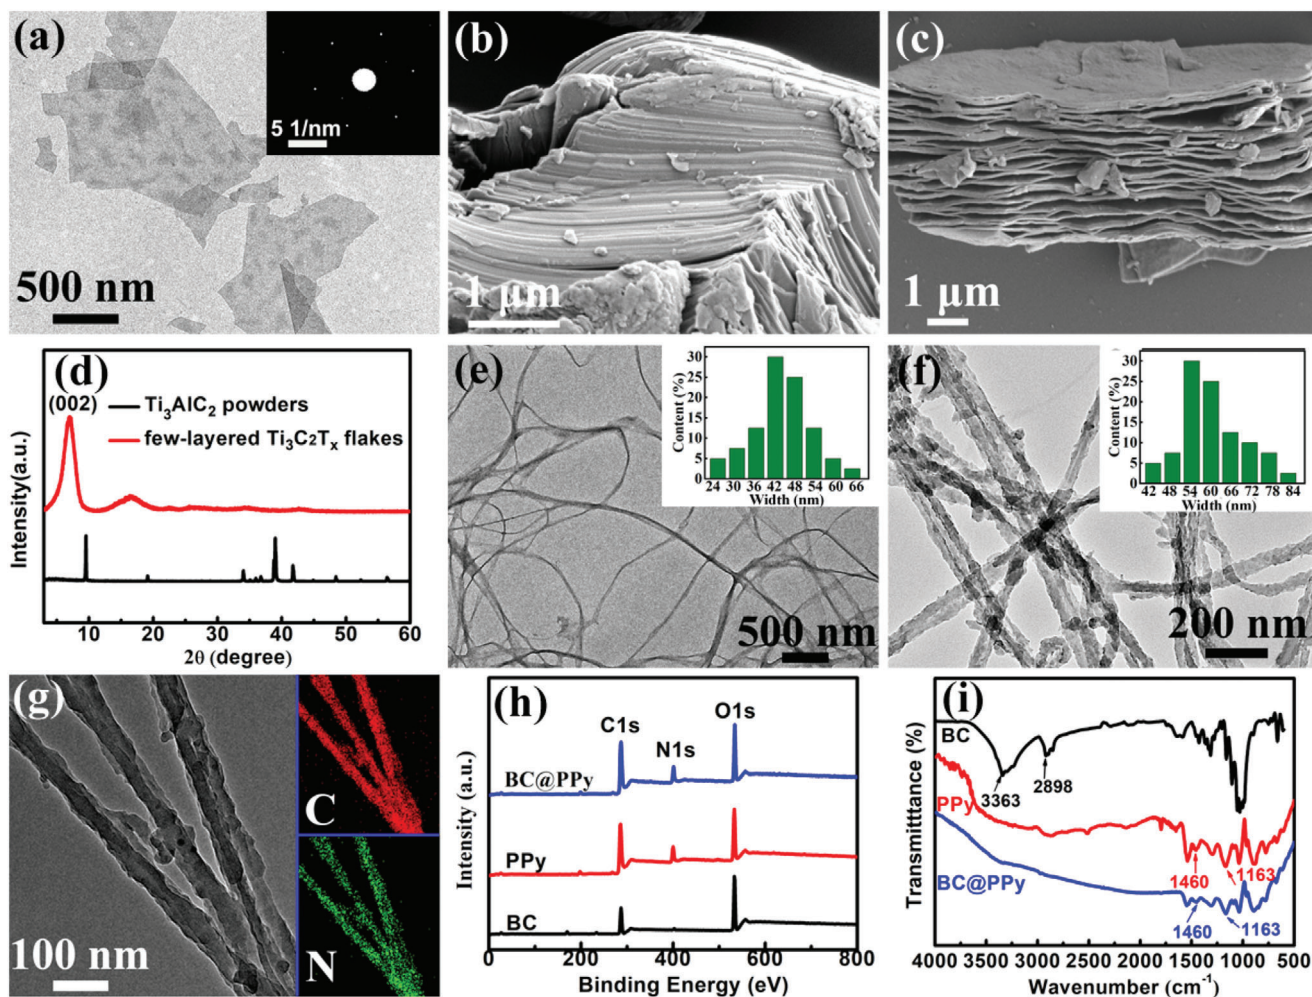 (a)
5 1/nm
500 nm
(b)
1 μm
(c)
1 μm
(d)
(002)
Ti3AlC2 powders
few-layered Ti3C2Tx flakes
Intensity(a.u.)
10 20 30 40 50 60
2θ (degree)
(e)
30
25
20
15
10
5
0
Content (%)
24 30 36 42 48 54 60 66
Width (nm)
500 nm
(f)
30
25
20
15
10
5
0
Content (%)
42 48 54 60 66 72 78 84
Width (nm)
200 nm
(g)
C
N
100 nm
(h)
C1s
N1s
O1s
BC@PPy
PPy
BC
Intensity (a.u.)
0 200 400 600 800
Binding Energy (eV)
(i)
BC
3363
2898
PPy
1460
1163
BC@PPy
1460
1163
Transmitttance (%)
4000 3500 3000 2500 2000 1500 1000 500
Wavenumber (cm-1)